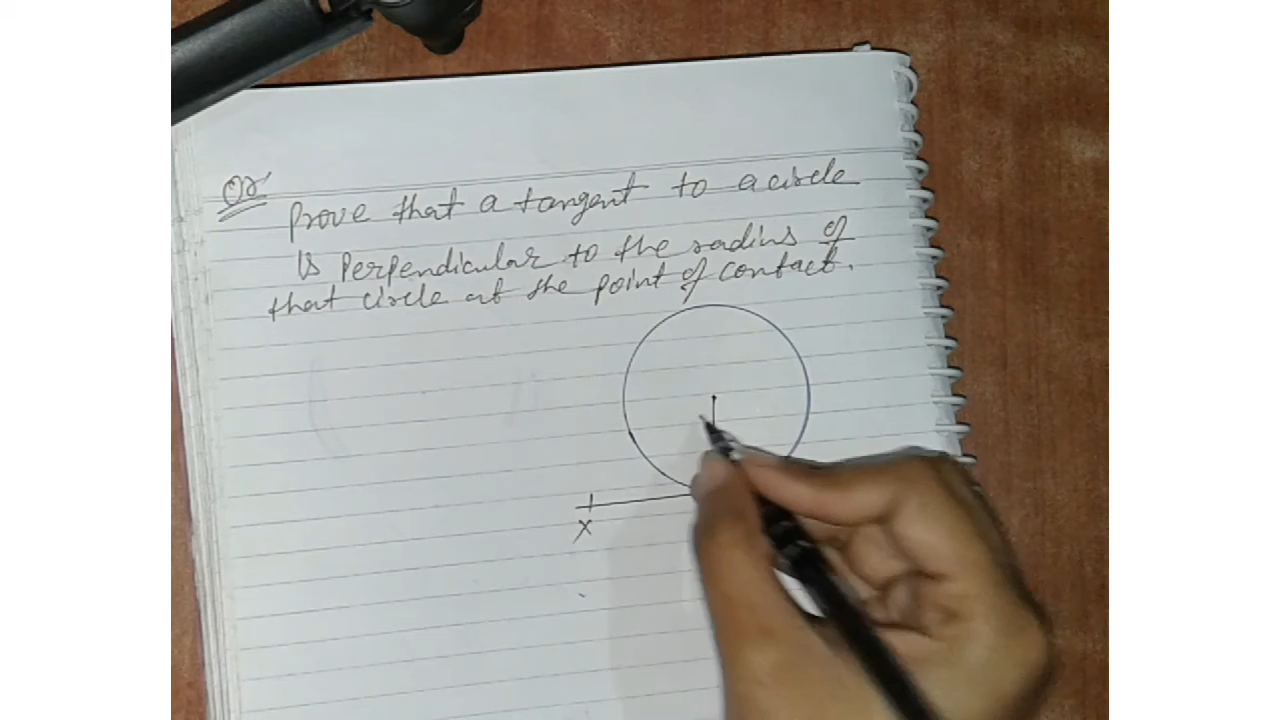 Or
Prove that a tangent to a circle
is perpendicular to the radius of
that circle at the point of contact.
X